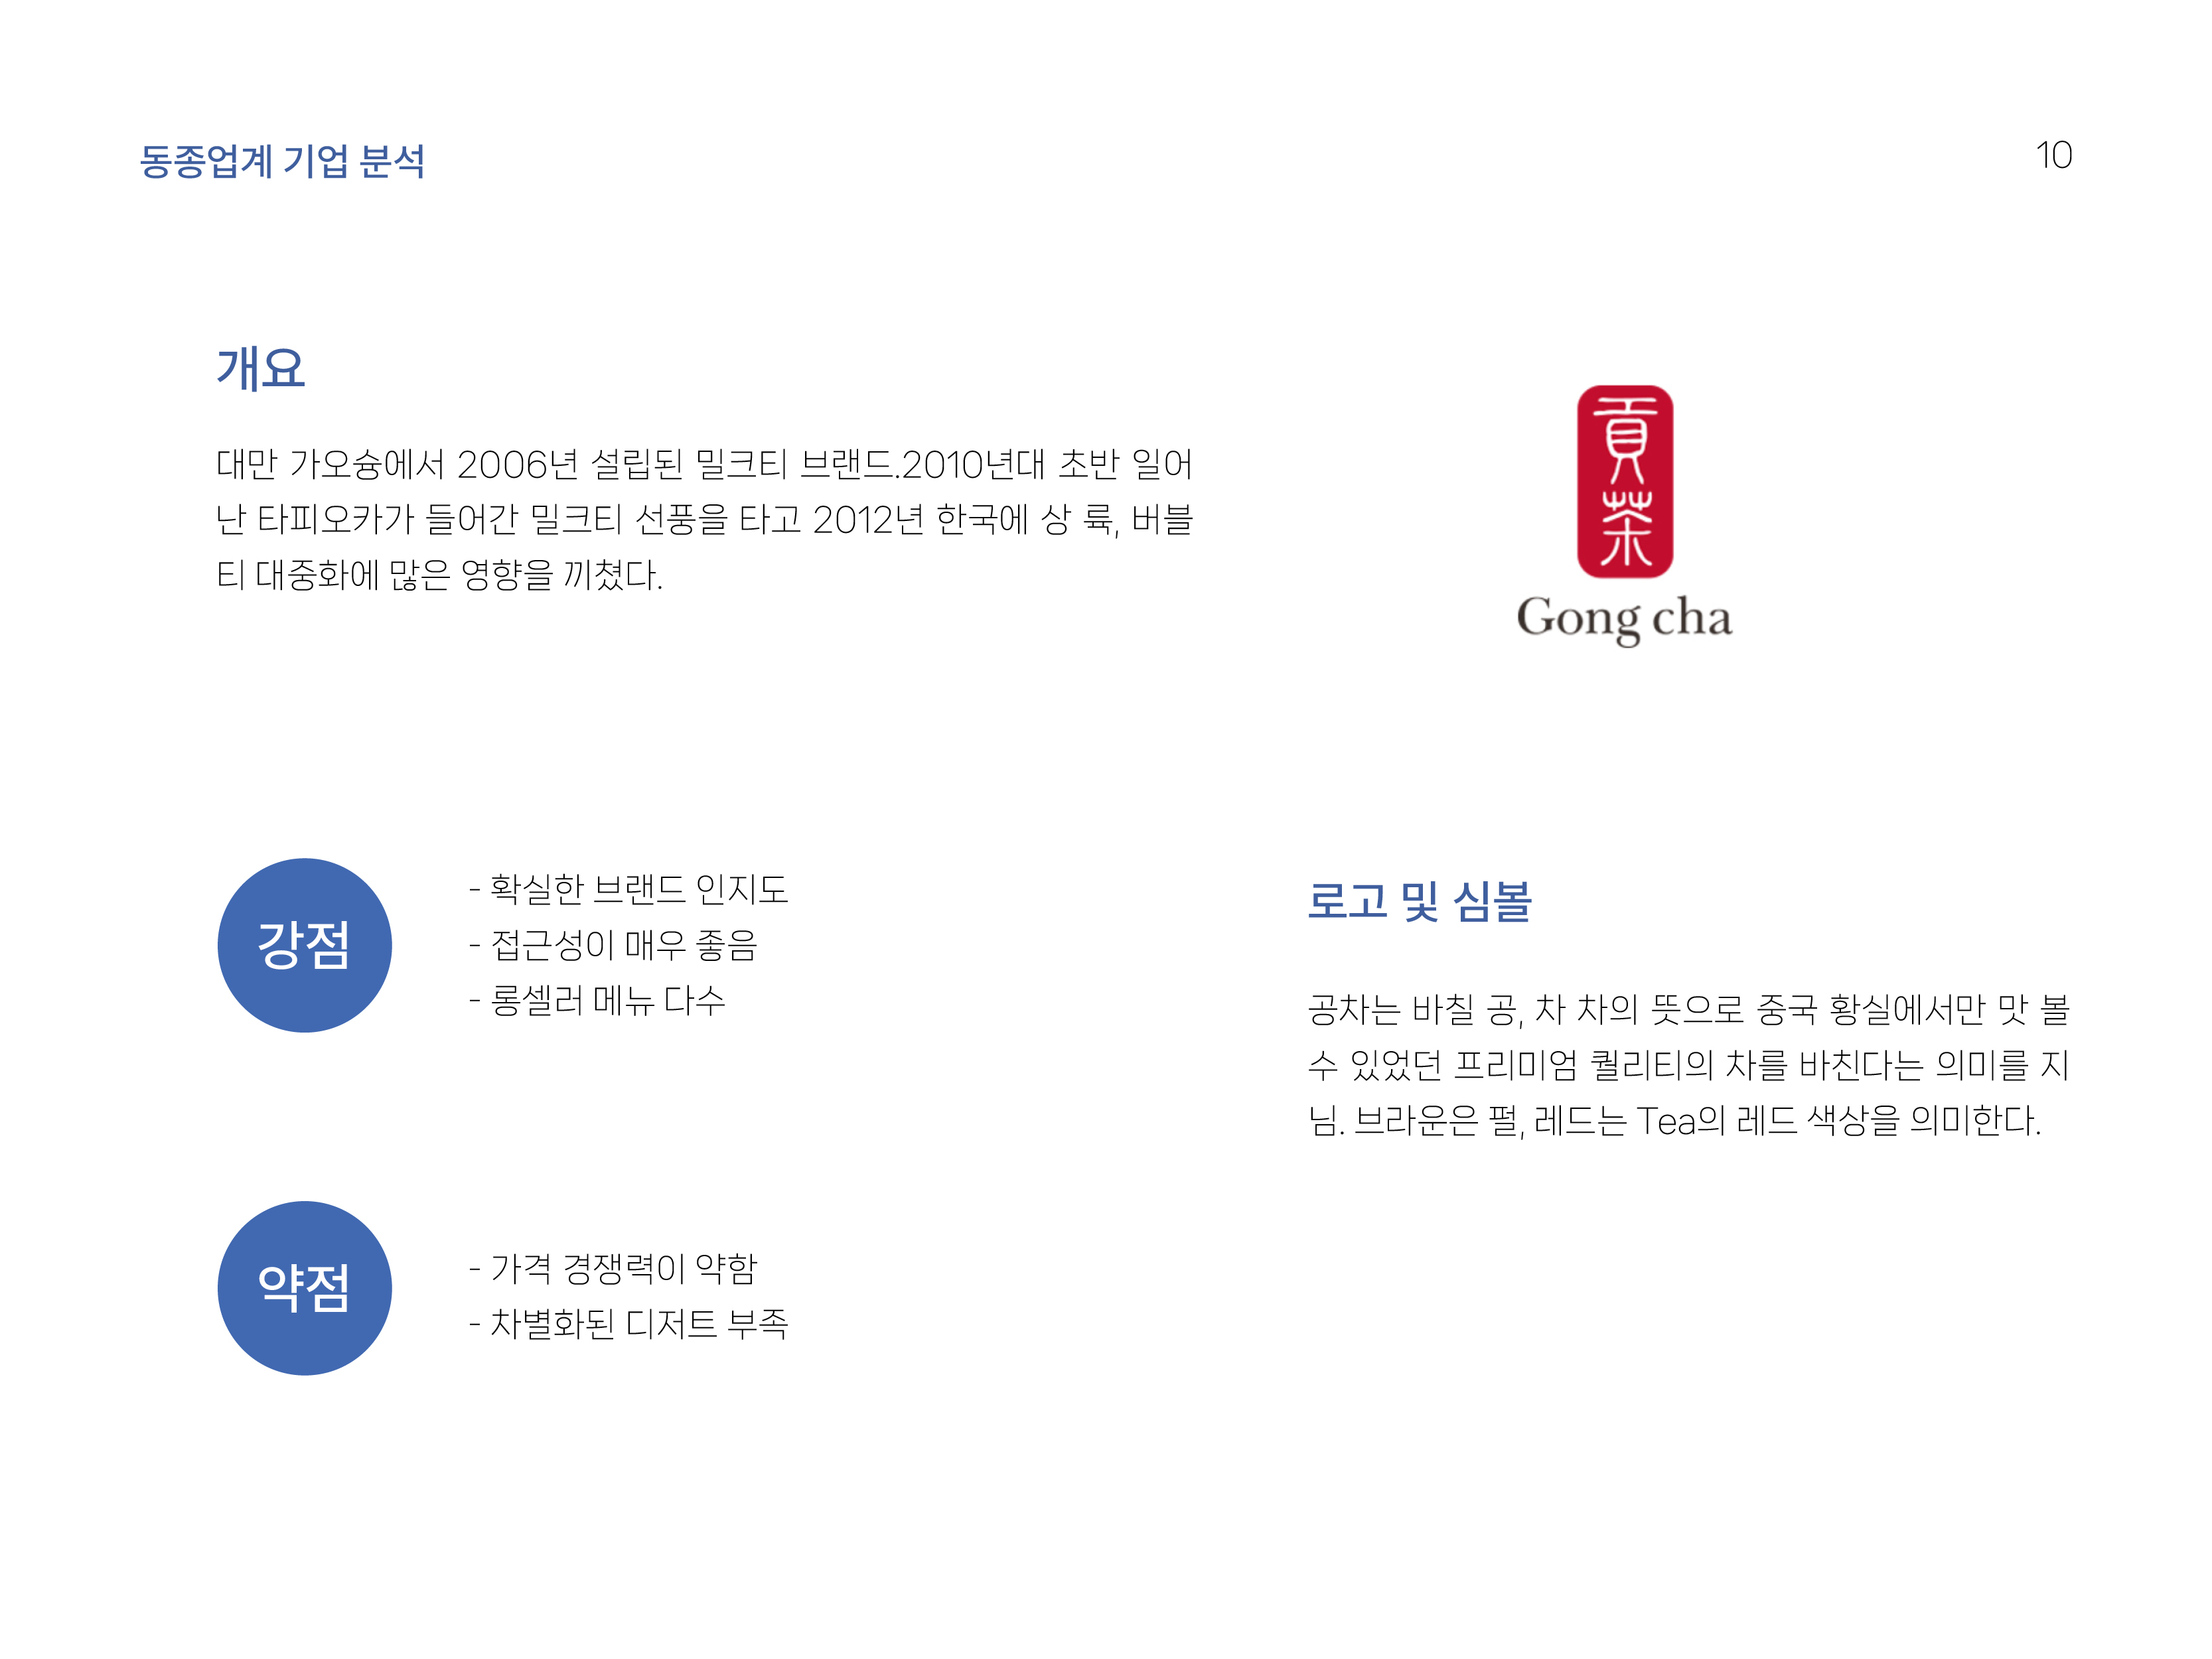 동종업계 기업 분석
10
개요
대만 가오슝에서 2006년 설립된 밀크티 브랜드.2010년대 초반 일어
난 타피오카가 들어간 밀크티 선풍을 타고 2012년 한국에 상 륙, 버블
티 대중화에 많은 영향을 끼쳤다.
貢
茶
Gong cha
강점
- 확실한 브랜드 인지도
- 접근성이 매우 좋음
- 롱셀러 메뉴 다수
약점
- 가격 경쟁력이 약함
- 차별화된 디저트 부족
로고 및 심볼
공차는 바칠 공, 차 차의 뜻으로 중국 황실에서만 맛 볼
수 있었던 프리미엄 퀄리티의 차를 바친다는 의미를 지
님. 브라운은 펄, 레드는 Tea의 레드 색상을 의미한다.